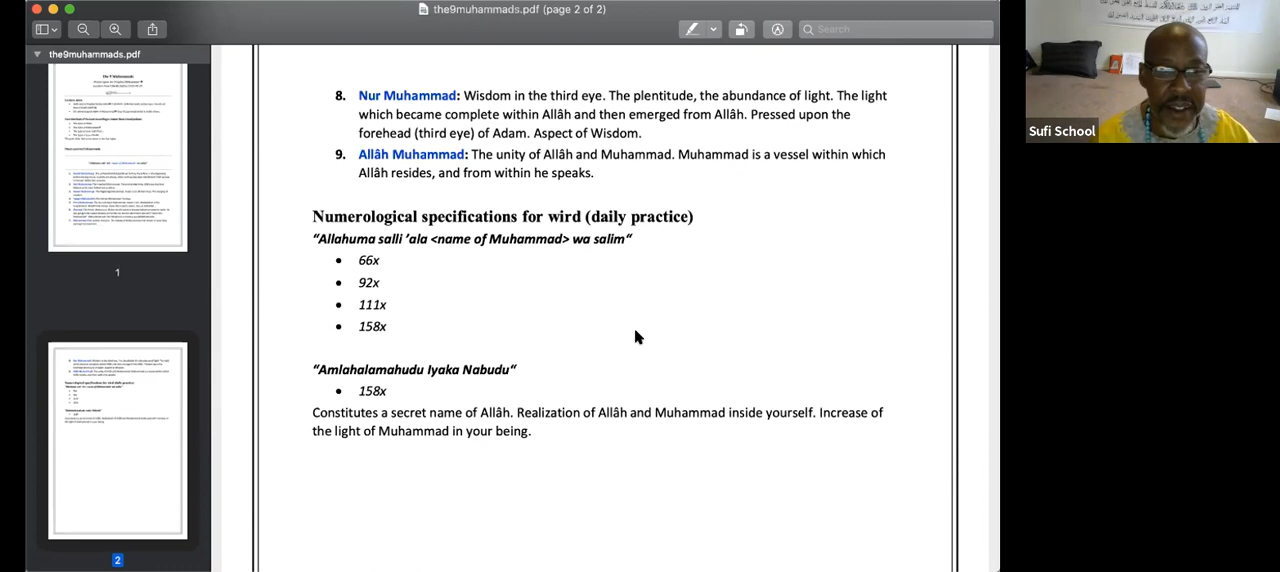 the9muhammads.pdf (page 2 of 2)
Search
the9muhammads.pdf
1
2
8. Nur Muhammad: Wisdom in the third eye. The plentitude, the abundance of light. The light
which became complete within Allâh and then emerged from Allâh. Pressed upon the
forehead (third eye) of Adam. Aspect of Wisdom.
9. Allâh Muhammad: The unity of Allâh and Muhammad. Muhammad is a vessel within which
Allâh resides, and from within He speaks.
Numerological specifications for wird (daily practice)
“Allahuma salli ’ala <name of Muhammad> wa salim“
• 66x
• 92x
• 111x
• 158x
“Amlahalamahudu Iyaka Nabudu“
• 158x
Constitutes a secret name of Allâh. Realization of Allâh and Muhammad inside yourself. Increase of
the light of Muhammad in your being.
Sufi School